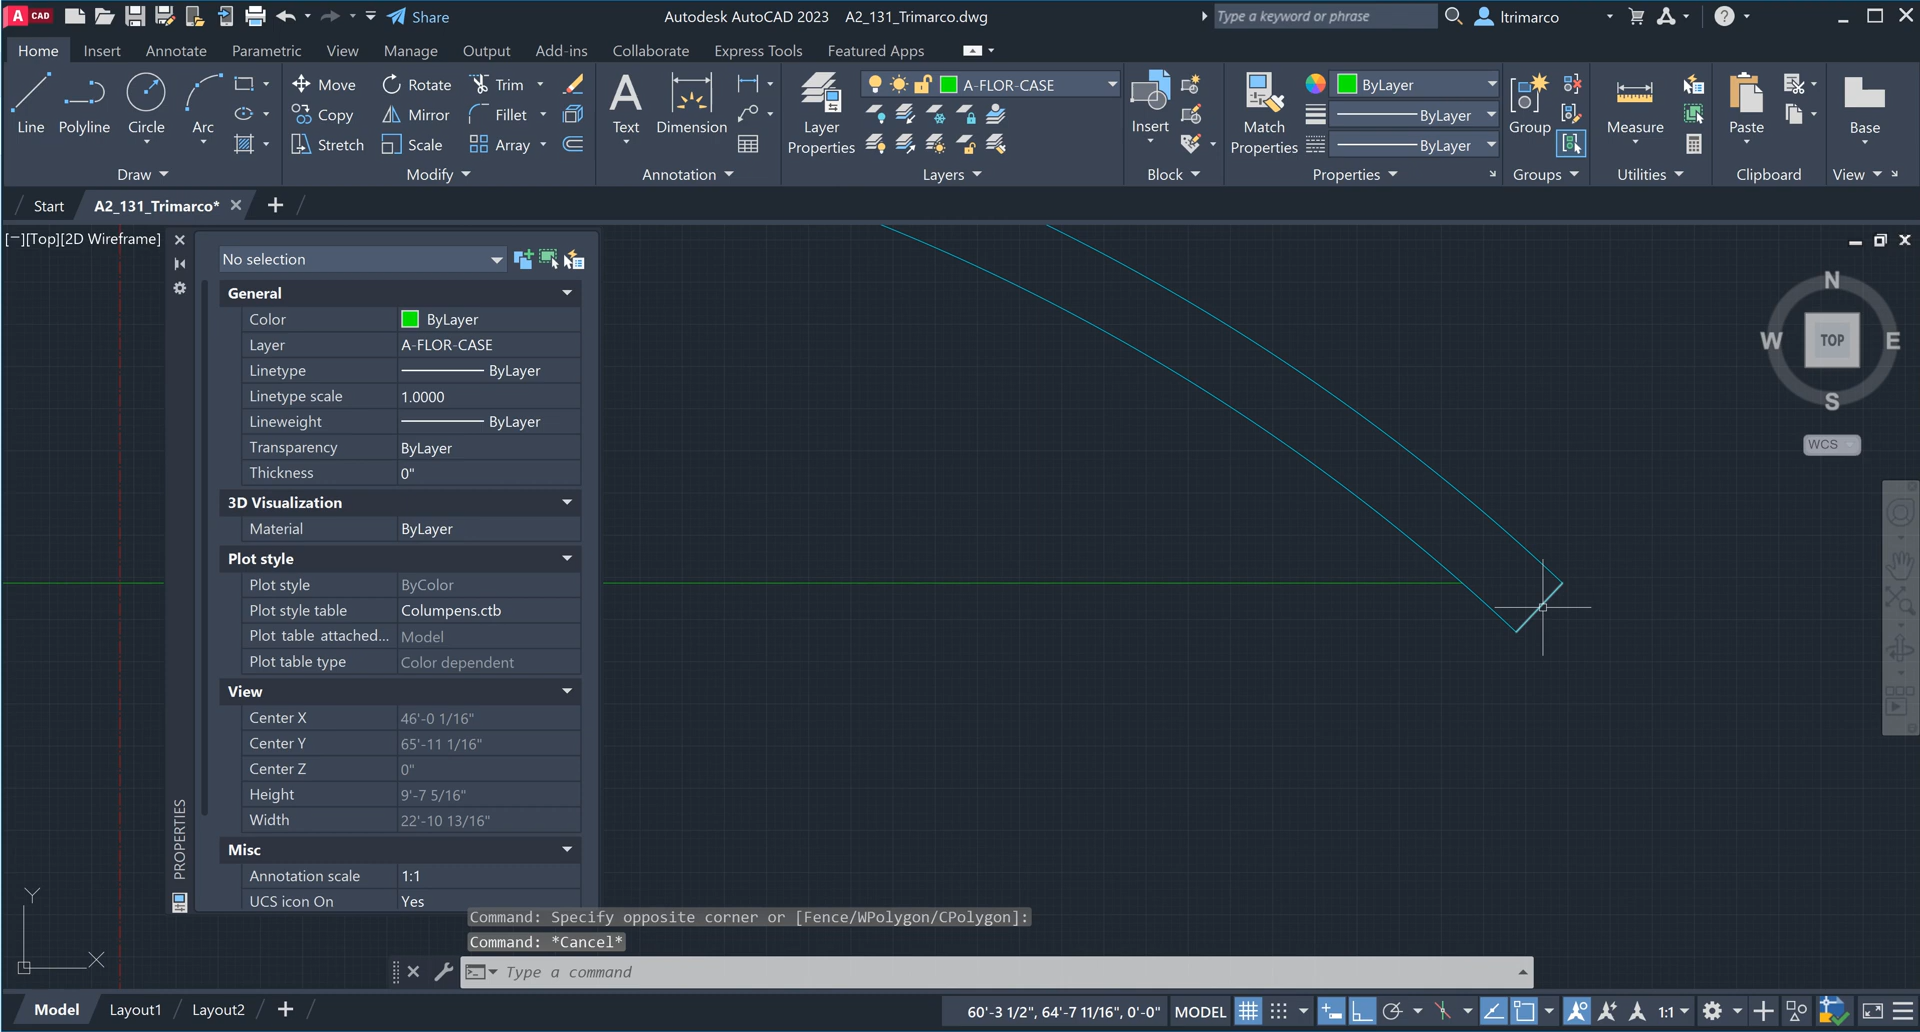 A CAD
Share
Autodesk AutoCAD 2023 A2_131_Trimarco.dwg
Type a keyword or phrase
ltrimarco
Home Insert Annotate Parametric View Manage Output Add-ins Collaborate Express Tools Featured Apps
Line
Polyline
Circle
Arc
Draw
Move
Rotate
Trim
Copy
Mirror
Fillet
Stretch
Scale
Array
Modify
Text
Dimension
Annotation
Layer
Properties
A-FLOR-CASE
Layers
Insert
Block
Match
Properties
ByLayer
ByLayer
ByLayer
Properties
Group
Groups
Measure
Utilities
Paste
Clipboard
Base
View
Start
A2_131_Trimarco*
[−][Top][2D Wireframe]
No selection
General
Color ByLayer
Layer A-FLOR-CASE
Linetype ByLayer
Linetype scale 1.0000
Lineweight ByLayer
Transparency ByLayer
Thickness 0"
3D Visualization
Material ByLayer
Plot style
Plot style ByColor
Plot style table Columpens.ctb
Plot table attached... Model
Plot table type Color dependent
View
Center X 46'-0 1/16"
Center Y 65'-11 1/16"
Center Z 0"
Height 9'-7 5/16"
Width 22'-10 13/16"
Misc
Annotation scale 1:1
UCS icon On Yes
PROPERTIES
N
W
TOP
E
S
WCS
Y
X
Command: Specify opposite corner or [Fence/WPolygon/CPolygon]:
Command: *Cancel*
Type a command
Model
Layout1
Layout2
60'-3 1/2", 64'-7 11/16", 0'-0"
MODEL
1:1